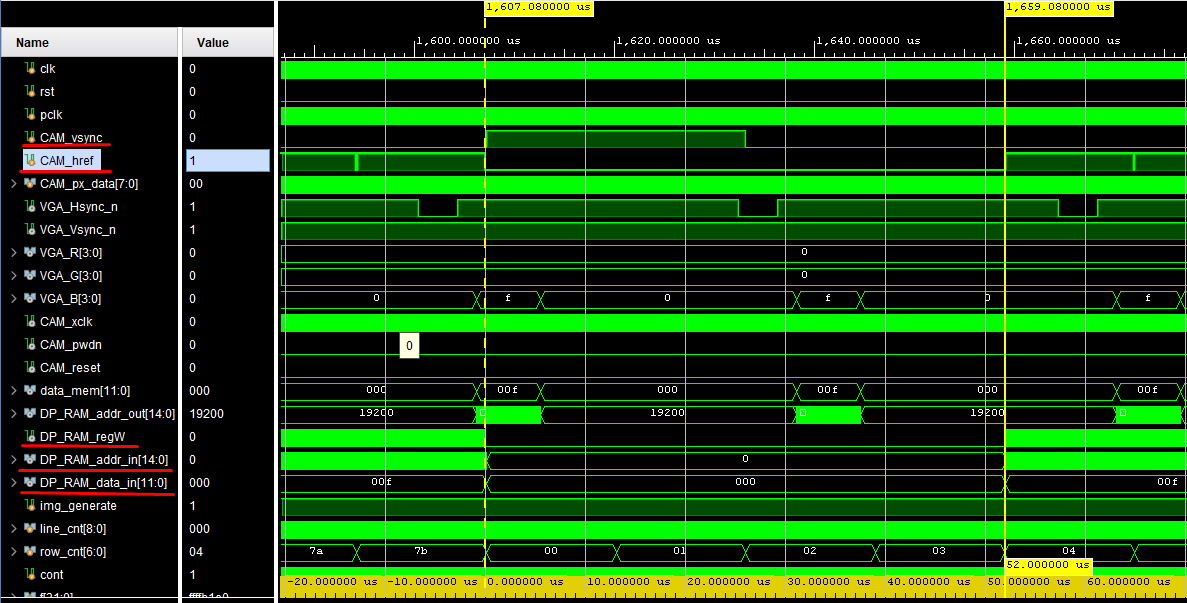 1,607.080000 us 1,659.080000 us
Name Value 1,600.000000 us 1,620.000000 us 1,640.000000 us 1,660.000000 us
clk 0
rst 0
pclk 0
CAM_vsync 0
CAM_href 1
CAM_px_data[7:0] 00
VGA_Hsync_n 1
VGA_Vsync_n 1
VGA_R[3:0] 0 0
VGA_G[3:0] 0 0
VGA_B[3:0] 0 0 f 0 f 0 f
CAM_xclk 0
CAM_pwdn 0 0
CAM_reset 0
data_mem[11:0] 000 000 00f 000 00f 000 00f
DP_RAM_addr_out[14:0] 19200 19200 19200 19200
DP_RAM_regW 0
DP_RAM_addr_in[14:0] 0 0
DP_RAM_data_in[11:0] 000 00f 000 00f
img_generate 1
line_cnt[8:0] 000
row_cnt[6:0] 04 7a 7b 00 01 02 03 04
cont 1 52.000000 us
-20.000000 us -10.000000 us 0.000000 us 10.000000 us 20.000000 us 30.000000 us 40.000000 us 50.000000 us 60.000000 us